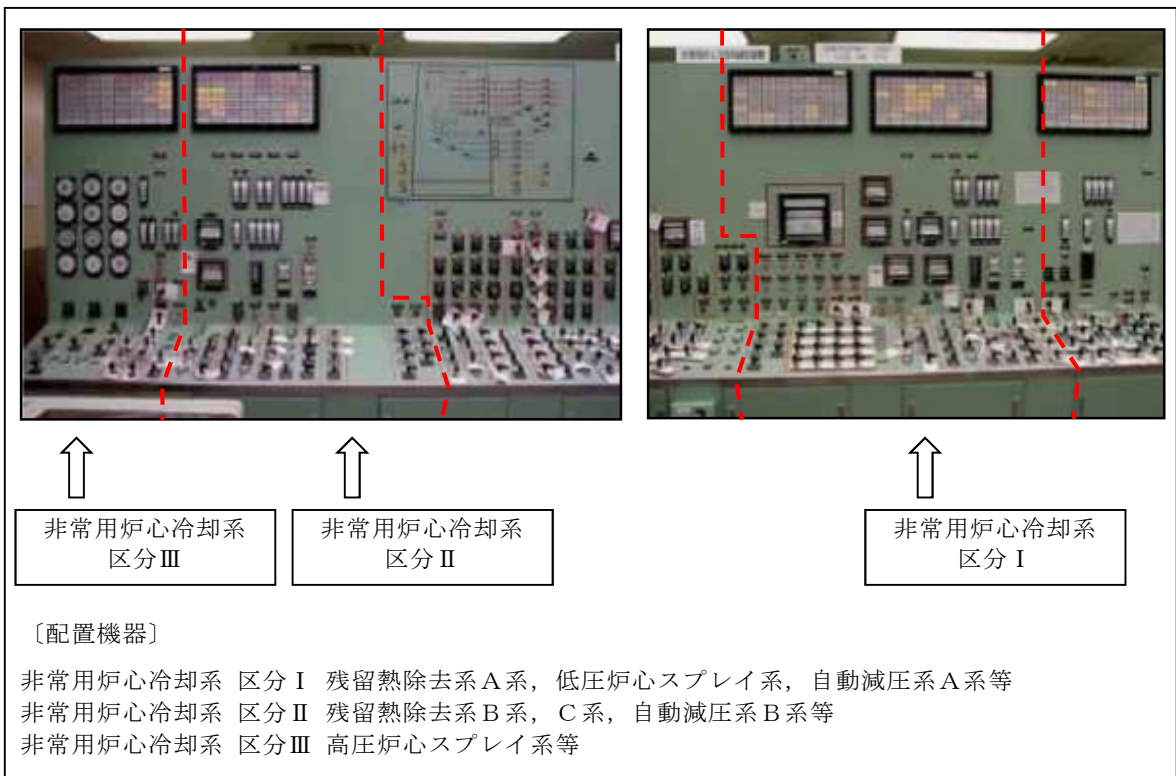 非常用炉心冷却系
区分Ⅲ
非常用炉心冷却系
区分Ⅱ
非常用炉心冷却系
区分Ⅰ
〔配置機器〕
非常用炉心冷却系 区分Ⅰ 残留熱除去系A系，低圧炉心スプレイ系，自動減圧系A系等
非常用炉心冷却系 区分Ⅱ 残留熱除去系B系，C系，自動減圧系B系等
非常用炉心冷却系 区分Ⅲ 高圧炉心スプレイ系等